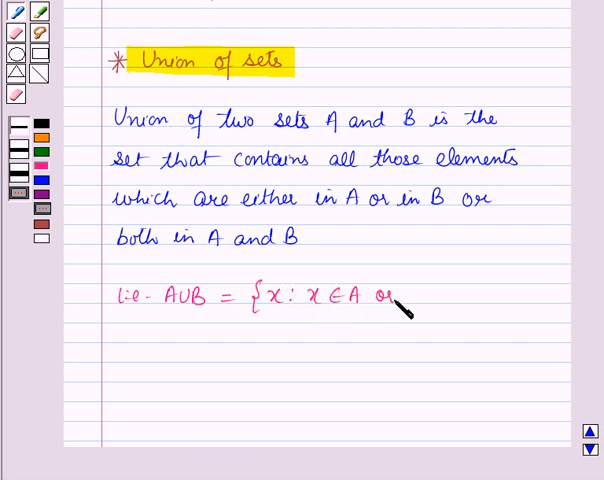 * Union of sets
Union of two sets A and B is the
set that contains all those elements
which are either in A or in B or
both in A and B
i.e. A∪B = {x : x ∈ A or